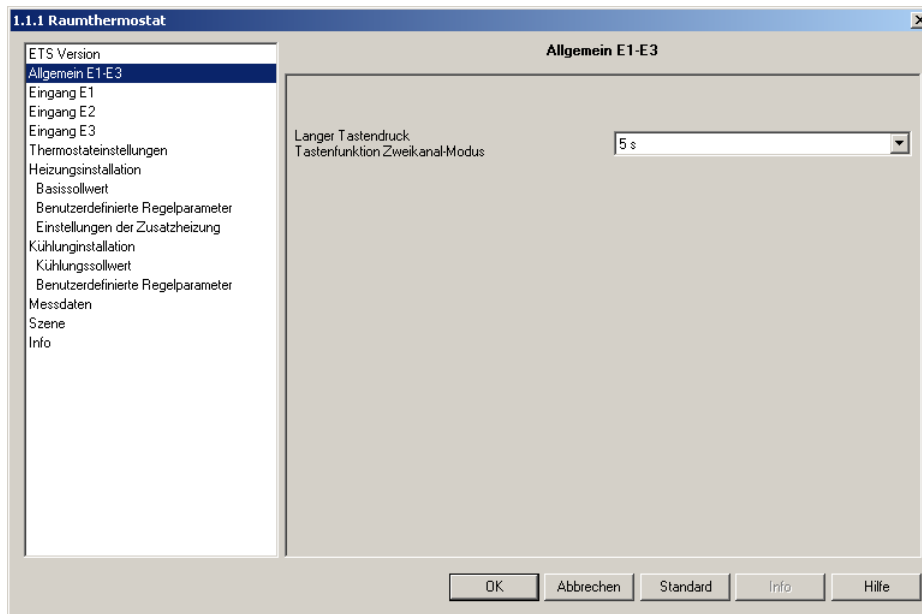 1.1.1 Raumthermostat
ETS Version
Allgemein E1-E3
Eingang E1
Eingang E2
Eingang E3
Thermostateinstellungen
Heizungsinstallation
Basissollwert
Benutzerdefinierte Regelparameter
Einstellungen der Zusatzheizung
Kühlunginstallation
Kühlungssollwert
Benutzerdefinierte Regelparameter
Messdaten
Szene
Info
Allgemein E1-E3
Langer Tastendruck
Tastenfunktion Zweikanal-Modus
5 s
OK
Abbrechen
Standard
Info
Hilfe